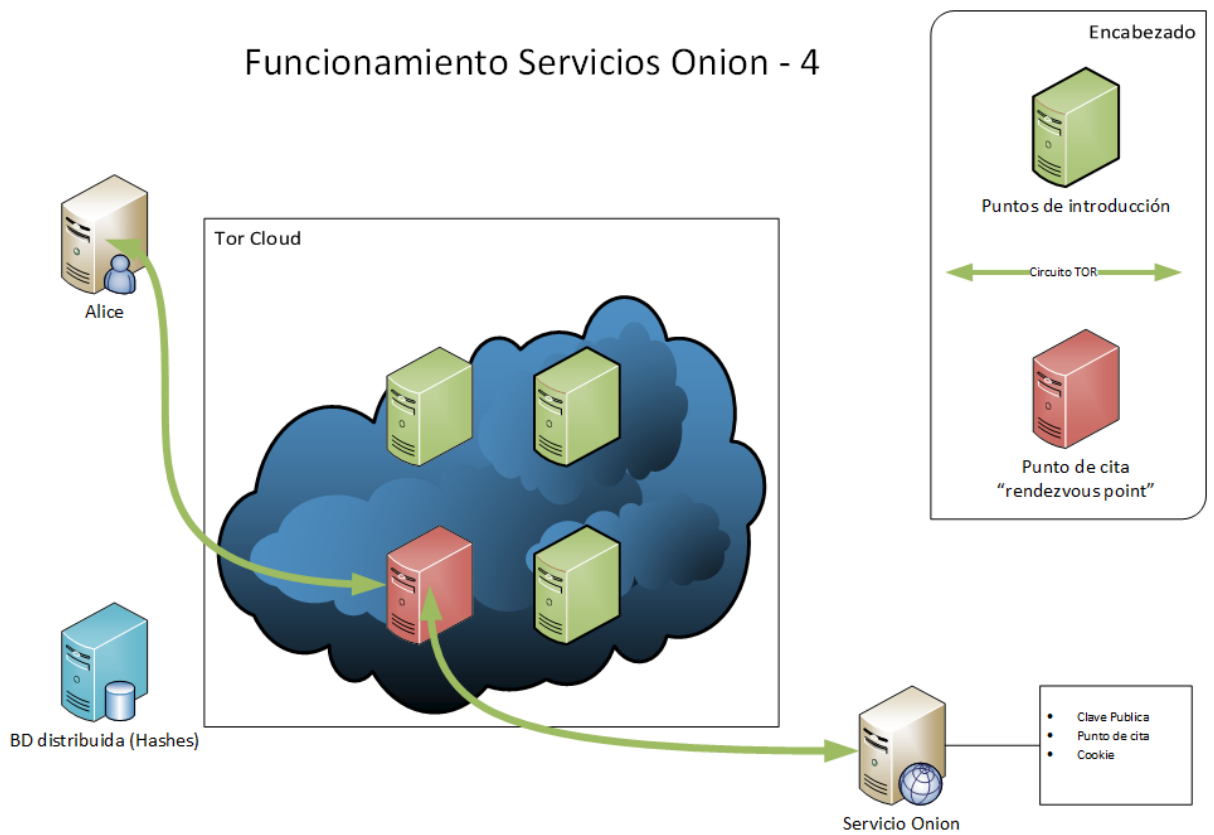 Funcionamiento Servicios Onion - 4
Encabezado
Puntos de introducción
Circuito TOR
Punto de cita
“rendezvous point”
Alice
Tor Cloud
BD distribuida (Hashes)
Servicio Onion
• Clave Publica
• Punto de cita
• Cookie